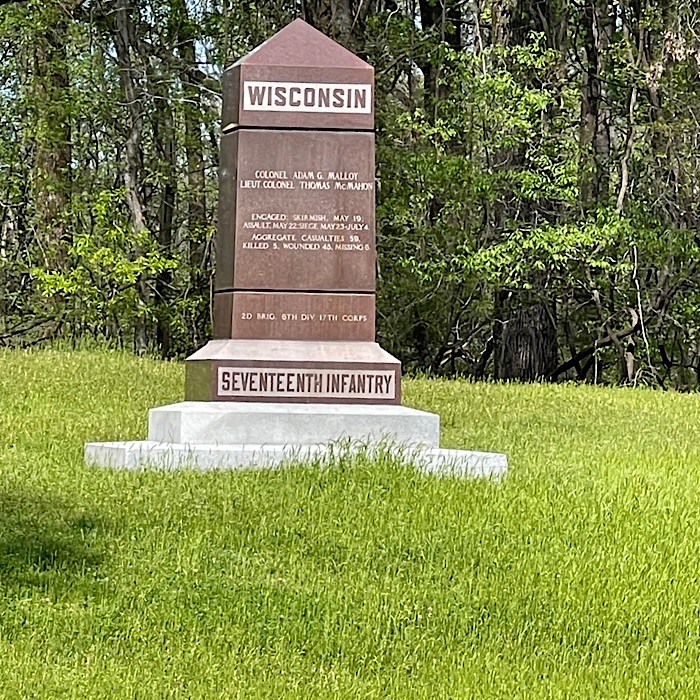 WISCONSIN
COLONEL ADAM G. MALLOY
LIEUT. COLONEL THOMAS McMAHON
ENGAGED: SKIRMISH, MAY 19;
ASSAULT, MAY 22; SIEGE MAY 23-JULY 4.
AGGREGATE CASUALTIES 59,
KILLED 5, WOUNDED 48, MISSING 6
2D BRIG. 6TH DIV. 17TH CORPS
SEVENTEENTH INFANTRY